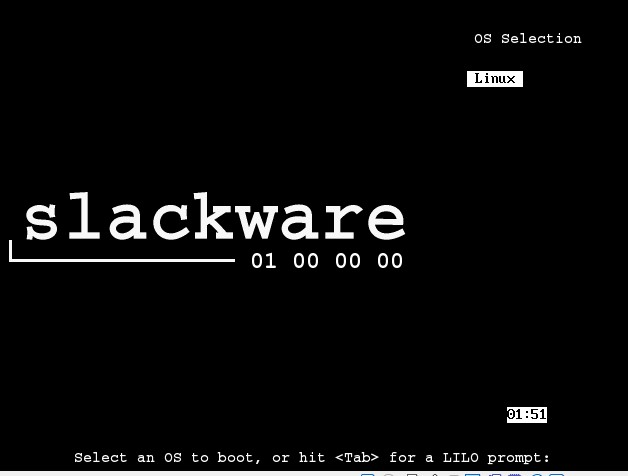 OS Selection
Linux
slackware
01 00 00 00
01:51
Select an OS to boot, or hit <Tab> for a LILO prompt: